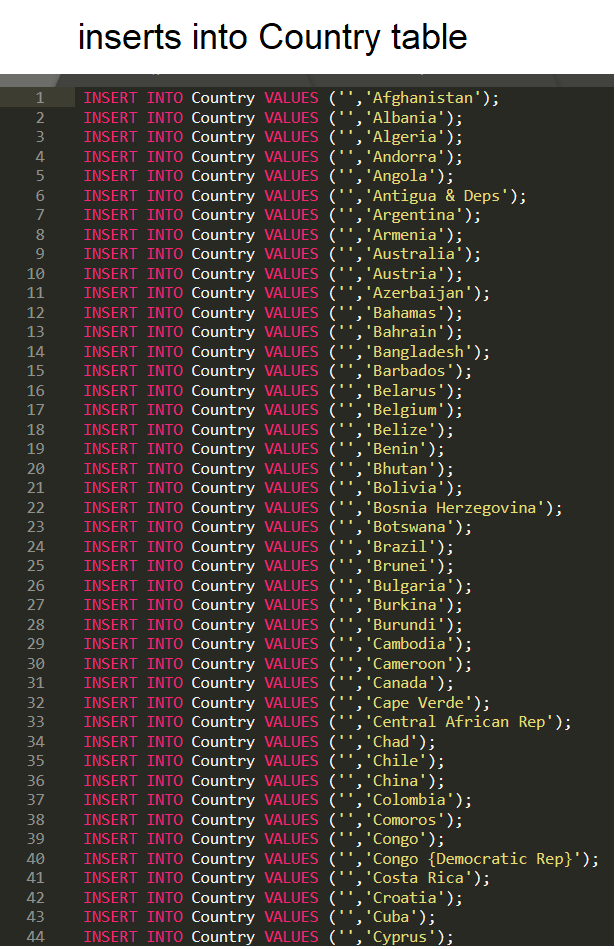 inserts into Country table
1 INSERT INTO Country VALUES ('','Afghanistan');
2 INSERT INTO Country VALUES ('','Albania');
3 INSERT INTO Country VALUES ('','Algeria');
4 INSERT INTO Country VALUES ('','Andorra');
5 INSERT INTO Country VALUES ('','Angola');
6 INSERT INTO Country VALUES ('','Antigua & Deps');
7 INSERT INTO Country VALUES ('','Argentina');
8 INSERT INTO Country VALUES ('','Armenia');
9 INSERT INTO Country VALUES ('','Australia');
10 INSERT INTO Country VALUES ('','Austria');
11 INSERT INTO Country VALUES ('','Azerbaijan');
12 INSERT INTO Country VALUES ('','Bahamas');
13 INSERT INTO Country VALUES ('','Bahrain');
14 INSERT INTO Country VALUES ('','Bangladesh');
15 INSERT INTO Country VALUES ('','Barbados');
16 INSERT INTO Country VALUES ('','Belarus');
17 INSERT INTO Country VALUES ('','Belgium');
18 INSERT INTO Country VALUES ('','Belize');
19 INSERT INTO Country VALUES ('','Benin');
20 INSERT INTO Country VALUES ('','Bhutan');
21 INSERT INTO Country VALUES ('','Bolivia');
22 INSERT INTO Country VALUES ('','Bosnia Herzegovina');
23 INSERT INTO Country VALUES ('','Botswana');
24 INSERT INTO Country VALUES ('','Brazil');
25 INSERT INTO Country VALUES ('','Brunei');
26 INSERT INTO Country VALUES ('','Bulgaria');
27 INSERT INTO Country VALUES ('','Burkina');
28 INSERT INTO Country VALUES ('','Burundi');
29 INSERT INTO Country VALUES ('','Cambodia');
30 INSERT INTO Country VALUES ('','Cameroon');
31 INSERT INTO Country VALUES ('','Canada');
32 INSERT INTO Country VALUES ('','Cape Verde');
33 INSERT INTO Country VALUES ('','Central African Rep');
34 INSERT INTO Country VALUES ('','Chad');
35 INSERT INTO Country VALUES ('','Chile');
36 INSERT INTO Country VALUES ('','China');
37 INSERT INTO Country VALUES ('','Colombia');
38 INSERT INTO Country VALUES ('','Comoros');
39 INSERT INTO Country VALUES ('','Congo');
40 INSERT INTO Country VALUES ('','Congo {Democratic Rep}');
41 INSERT INTO Country VALUES ('','Costa Rica');
42 INSERT INTO Country VALUES ('','Croatia');
43 INSERT INTO Country VALUES ('','Cuba');
44 INSERT INTO Country VALUES ('','Cyprus');